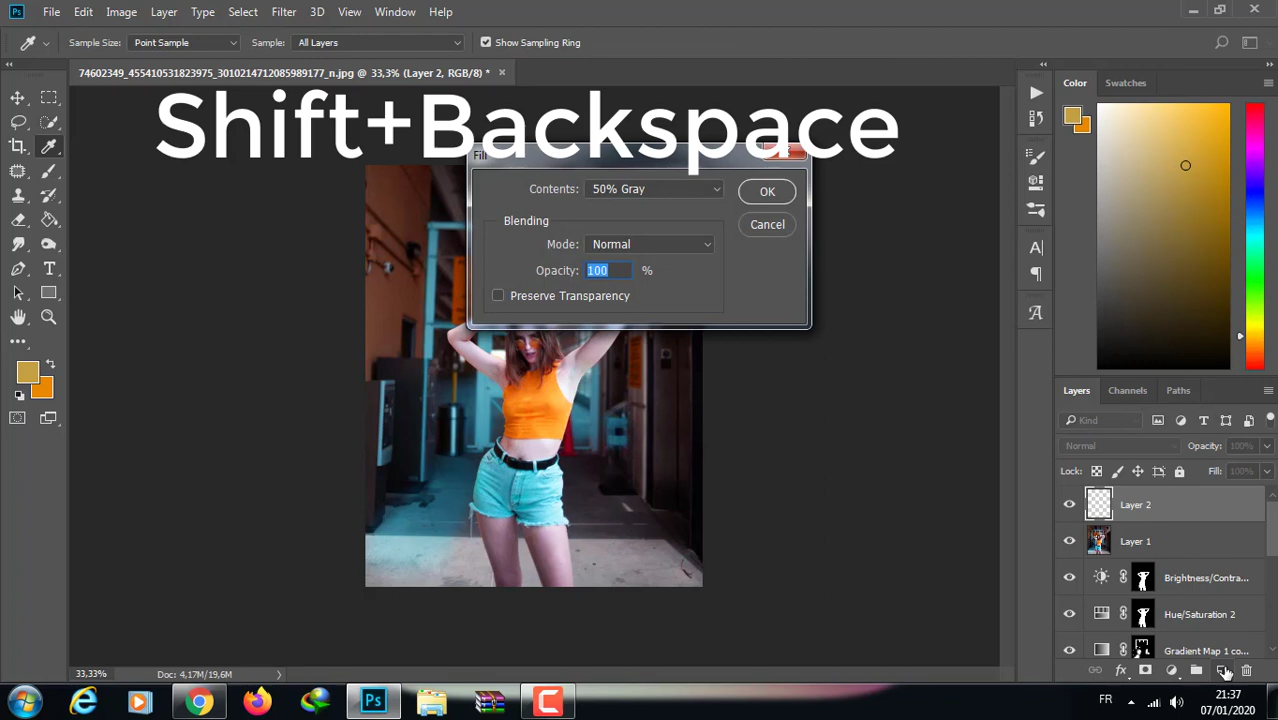 Ps File Edit Image Layer Type Select Filter 3D View Window Help
Sample Size: Point Sample Sample: All Layers Show Sampling Ring
74602349_455410531823975_3010214712085989177_n.jpg @ 33,3% (Layer 2, RGB/8) *
Color Swatches
Shift+Backspace
Fill
Contents: 50% Gray OK
Blending Cancel
Mode: Normal
Opacity: 100 %
Preserve Transparency
Layers Channels Paths
Kind
Normal Opacity: 100%
Lock: Fill: 100%
Layer 2
Layer 1
Brightness/Contra...
Hue/Saturation 2
Gradient Map 1 co...
33,33% Doc: 4,17M/19,6M
Ps FR 21:37
07/01/2020